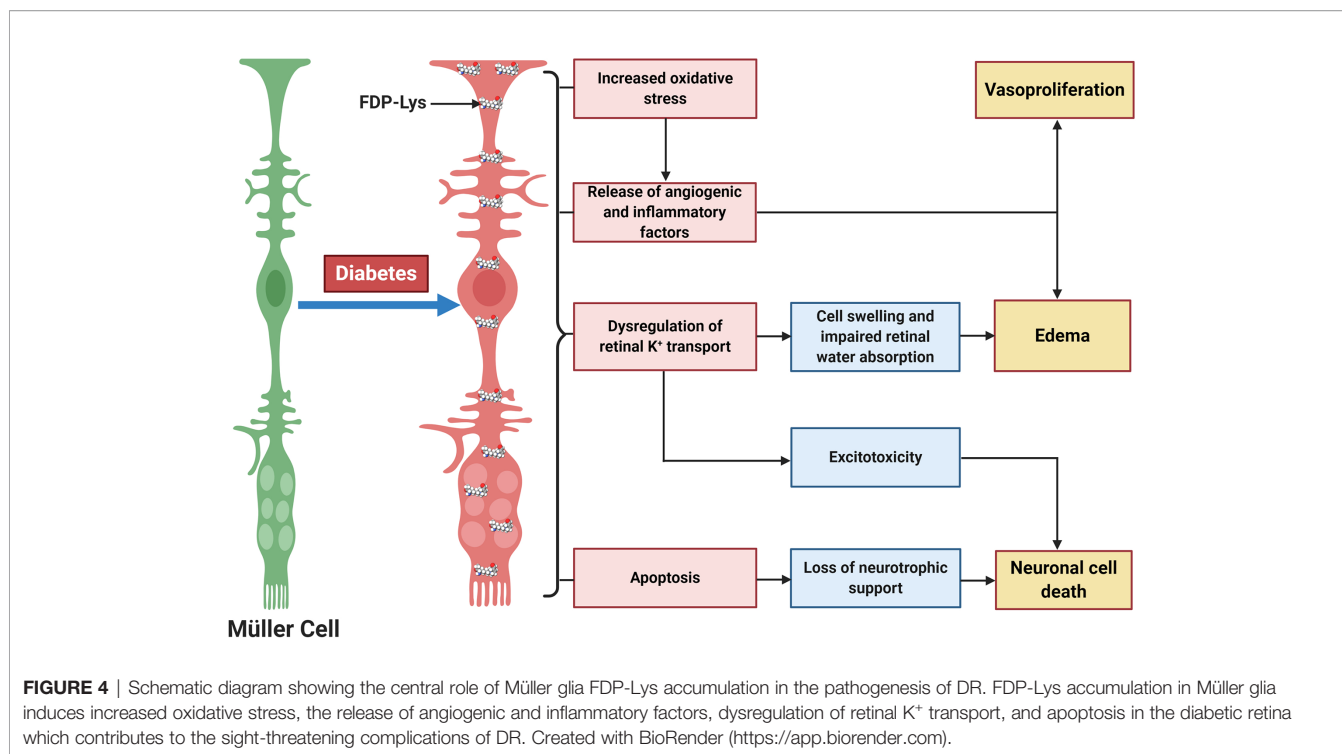 FDP-Lys
Diabetes
Müller Cell
Increased oxidative
stress
Release of angiogenic
and inflammatory
factors
Dysregulation of
retinal K⁺ transport
Apoptosis
Cell swelling and
impaired retinal
water absorption
Excitotoxicity
Loss of neurotrophic
support
Vasoproliferation
Edema
Neuronal cell
death
FIGURE 4 | Schematic diagram showing the central role of Müller glia FDP-Lys accumulation in the pathogenesis of DR. FDP-Lys accumulation in Müller glia
induces increased oxidative stress, the release of angiogenic and inflammatory factors, dysregulation of retinal K⁺ transport, and apoptosis in the diabetic retina
which contributes to the sight-threatening complications of DR. Created with BioRender (https://app.biorender.com).